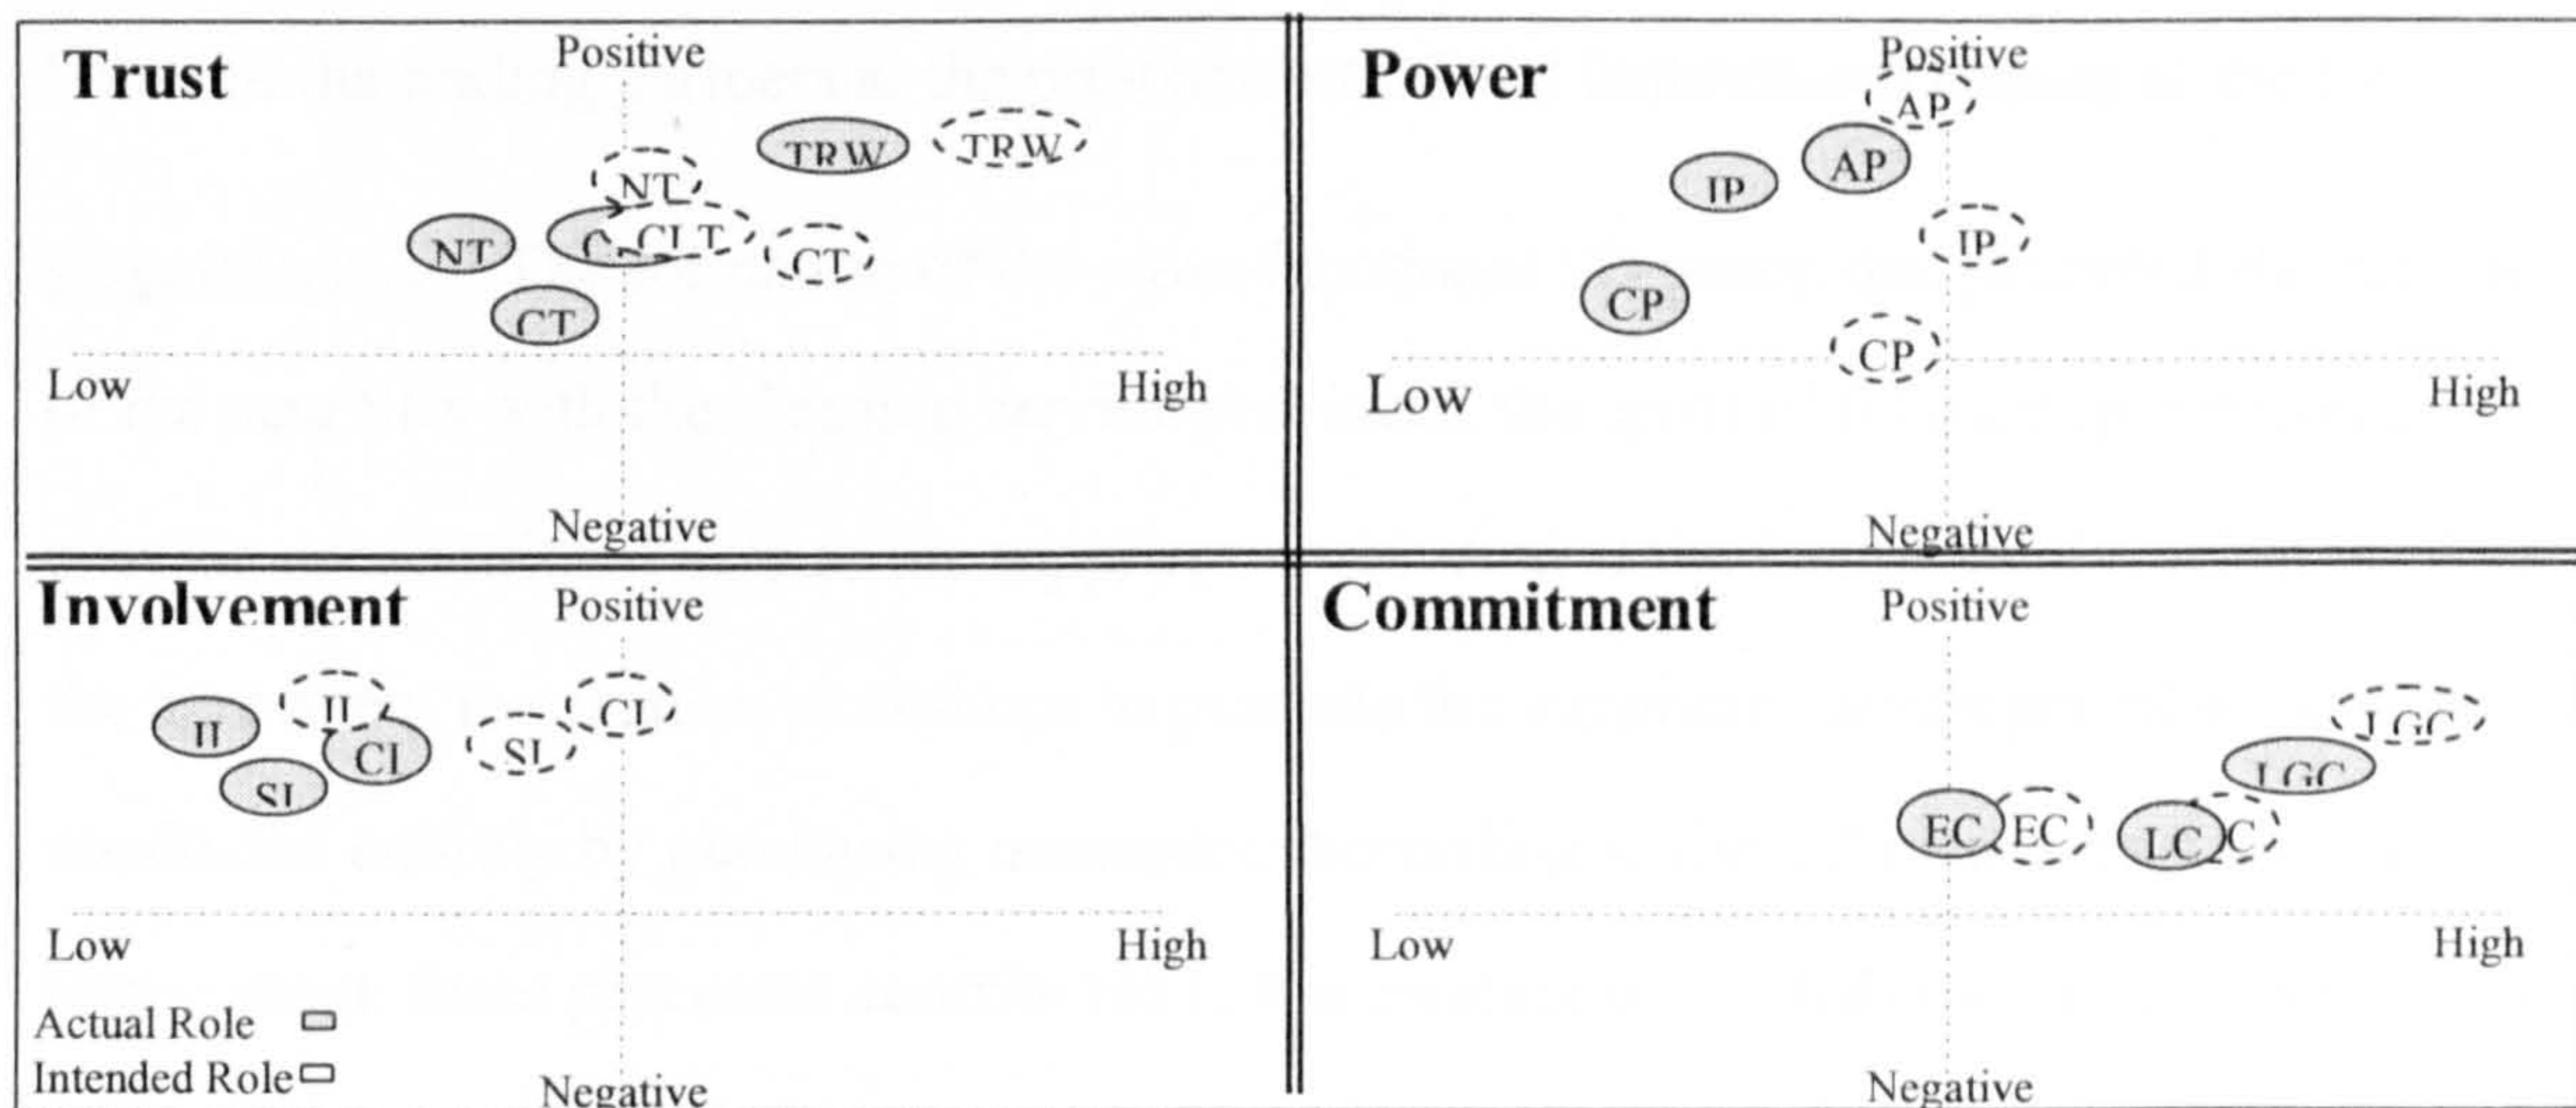 Trust
Positive
TRW
TRW
NT
NT
CLT
CT
CT
Low
High
Negative
Power
Positive
AP
AP
IP
IP
CP
CP
Low
High
Negative
Involvement
Positive
II
II
CI
CI
SI
SI
Low
High
Actual Role
Intended Role
Negative
Commitment
Positive
LGC
LGC
EC
EC
LC
C
Low
High
Negative